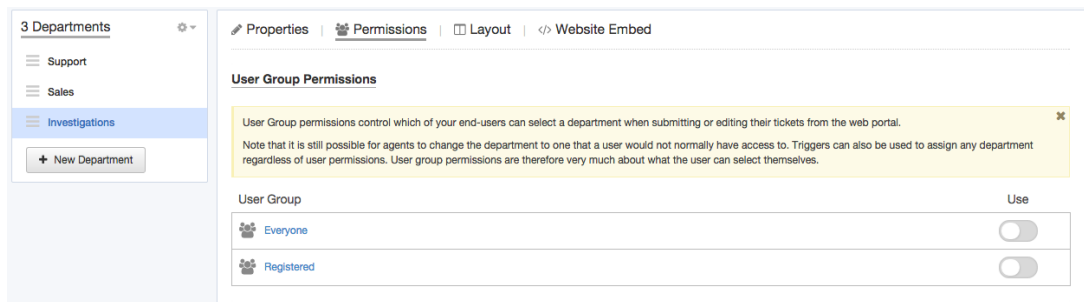 3 Departments
Support
Sales
Investigations
+ New Department
Properties | Permissions | Layout | </> Website Embed
User Group Permissions
User Group permissions control which of your end-users can select a department when submitting or editing their tickets from the web portal.
Note that it is still possible for agents to change the department to one that a user would not normally have access to. Triggers can also be used to assign any department
regardless of user permissions. User group permissions are therefore very much about what the user can select themselves.
User Group Use
Everyone
Registered